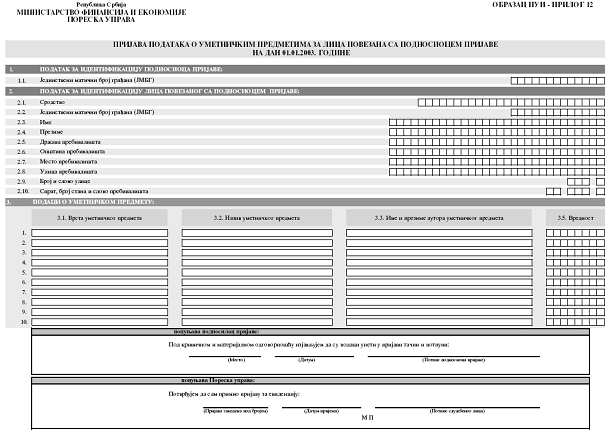 Република Србија
МИНИСТАРСТВО ФИНАНСИЈА И ЕКОНОМИЈЕ
ПОРЕСКА УПРАВА
ОБРАЗАЦ ПУИ - ПРИЛОГ 12
ПРИЈАВА ПОДАТАКА О УМЕТНИЧКИМ ПРЕДМЕТИМА ЗА ЛИЦА ПОВЕЗАНА СА ПОДНОСИОЦЕМ ПРИЈАВЕ
НА ДАН 01.01.2003. ГОДИНЕ
1. ПОДАТАК ЗА ИДЕНТИФИКАЦИЈУ ПОДНОСИОЦА ПРИЈАВЕ:
1.1. Јединствени матични број грађана (ЈМБГ)
2. ПОДАТАК ЗА ИДЕНТИФИКАЦИЈУ ЛИЦА ПОВЕЗАНОГ СА ПОДНОСИОЦЕМ ПРИЈАВЕ:
2.1. Сродство
2.2. Јединствени матични број грађана (ЈМБГ)
2.3. Име
2.4. Презиме
2.5. Држава пребивалишта
2.6. Општина пребивалишта
2.7. Место пребивалишта
2.8. Улица пребивалишта
2.9. Број и слово улице
2.10. Спрат, број стана и слово пребивалишта
3. ПОДАЦИ О УМЕТНИЧКОМ ПРЕДМЕТУ:
3.1. Врста уметничког предмета 3.2. Назив уметничког предмета 3.3. Име и презиме аутора уметничког предмета 3.5. Вредност
1.
2.
3.
4.
5.
6.
7.
8.
9.
10.
попуњава подносилац пријаве:
Под кривичном и материјалном одговорношћу изјављујем да су подаци унети у пријави тачни и потпуни:
(Место) (Датум) (Потпис подносиоца пријаве)
попуњава Пореска управа:
Потврђујем да сам примио пријаву за евиденцију:
(Пријава заведена под бројем) (Датум пријема) (Потпис службеног лица)
М П